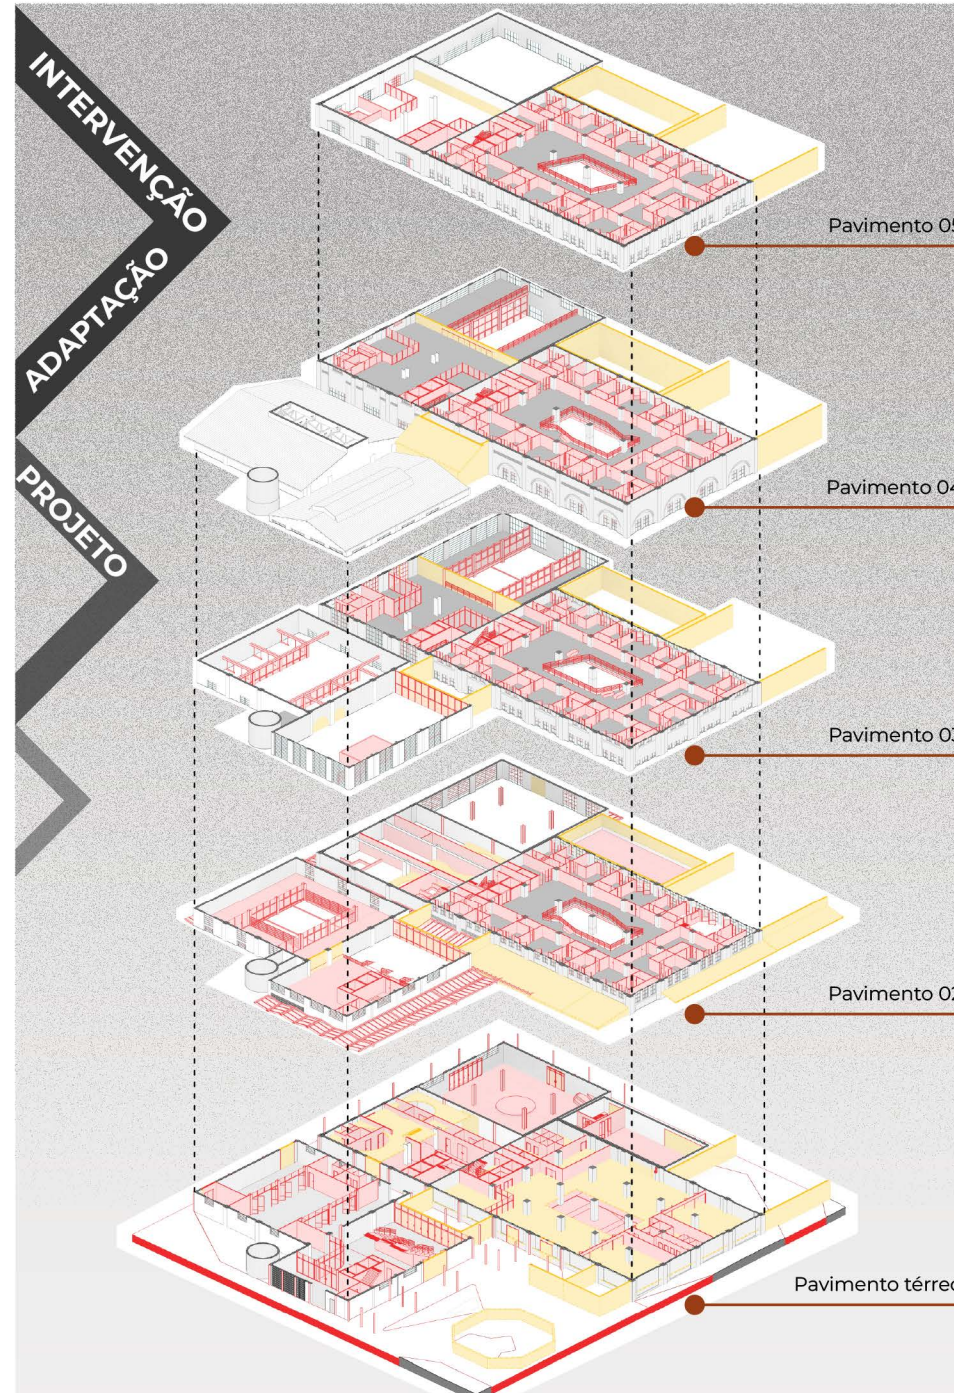 INTERVENÇÃO
ADAPTAÇÃO
PROJETO
Pavimento 05
Pavimento 04
Pavimento 03
Pavimento 02
Pavimento térreo